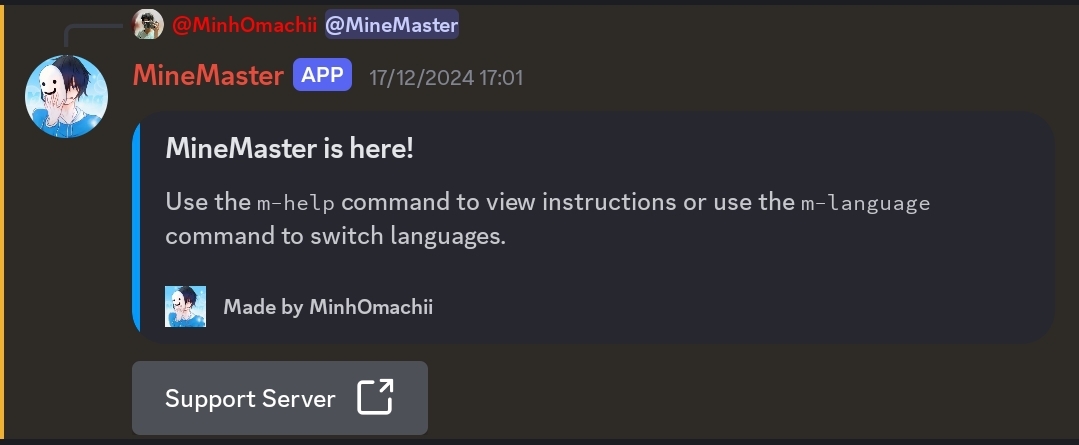 @MinhOmachii @MineMaster
MineMaster APP 17/12/2024 17:01
MineMaster is here!
Use the m-help command to view instructions or use the m-language
command to switch languages.
Made by MinhOmachii
Support Server